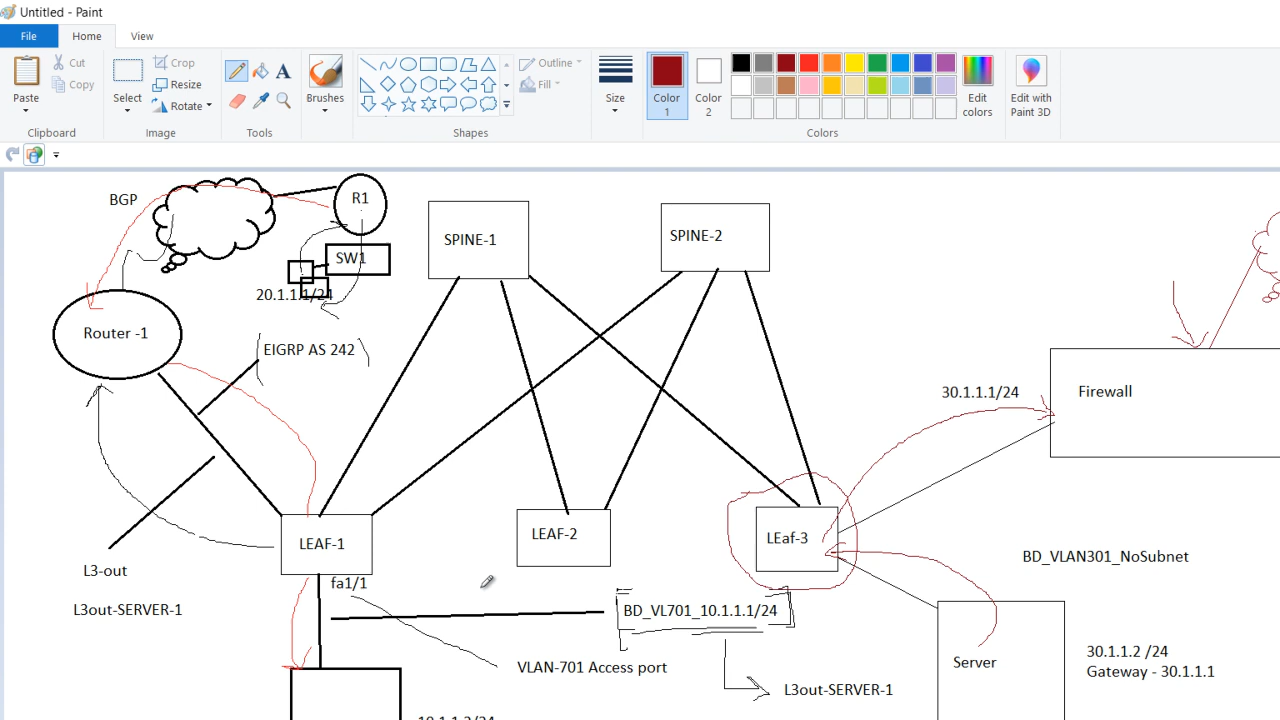 Untitled - Paint
File
Home
View
Paste
Cut
Copy
Clipboard
Select
Crop
Resize
Rotate
Image
Tools
Brushes
Shapes
Outline
Fill
Size
Color 1
Color 2
Colors
Edit colors
Edit with Paint 3D
BGP
R1
SW1
20.1.1.1/24
SPINE-1
SPINE-2
Router -1
EIGRP AS 242
30.1.1.1/24
Firewall
LEAF-1
LEAF-2
LEaf-3
fa1/1
L3-out
L3out-SERVER-1
BD_VLAN301_NoSubnet
BD_VL701_10.1.1.1/24
VLAN-701 Access port
L3out-SERVER-1
Server
30.1.1.2 /24
Gateway - 30.1.1.1